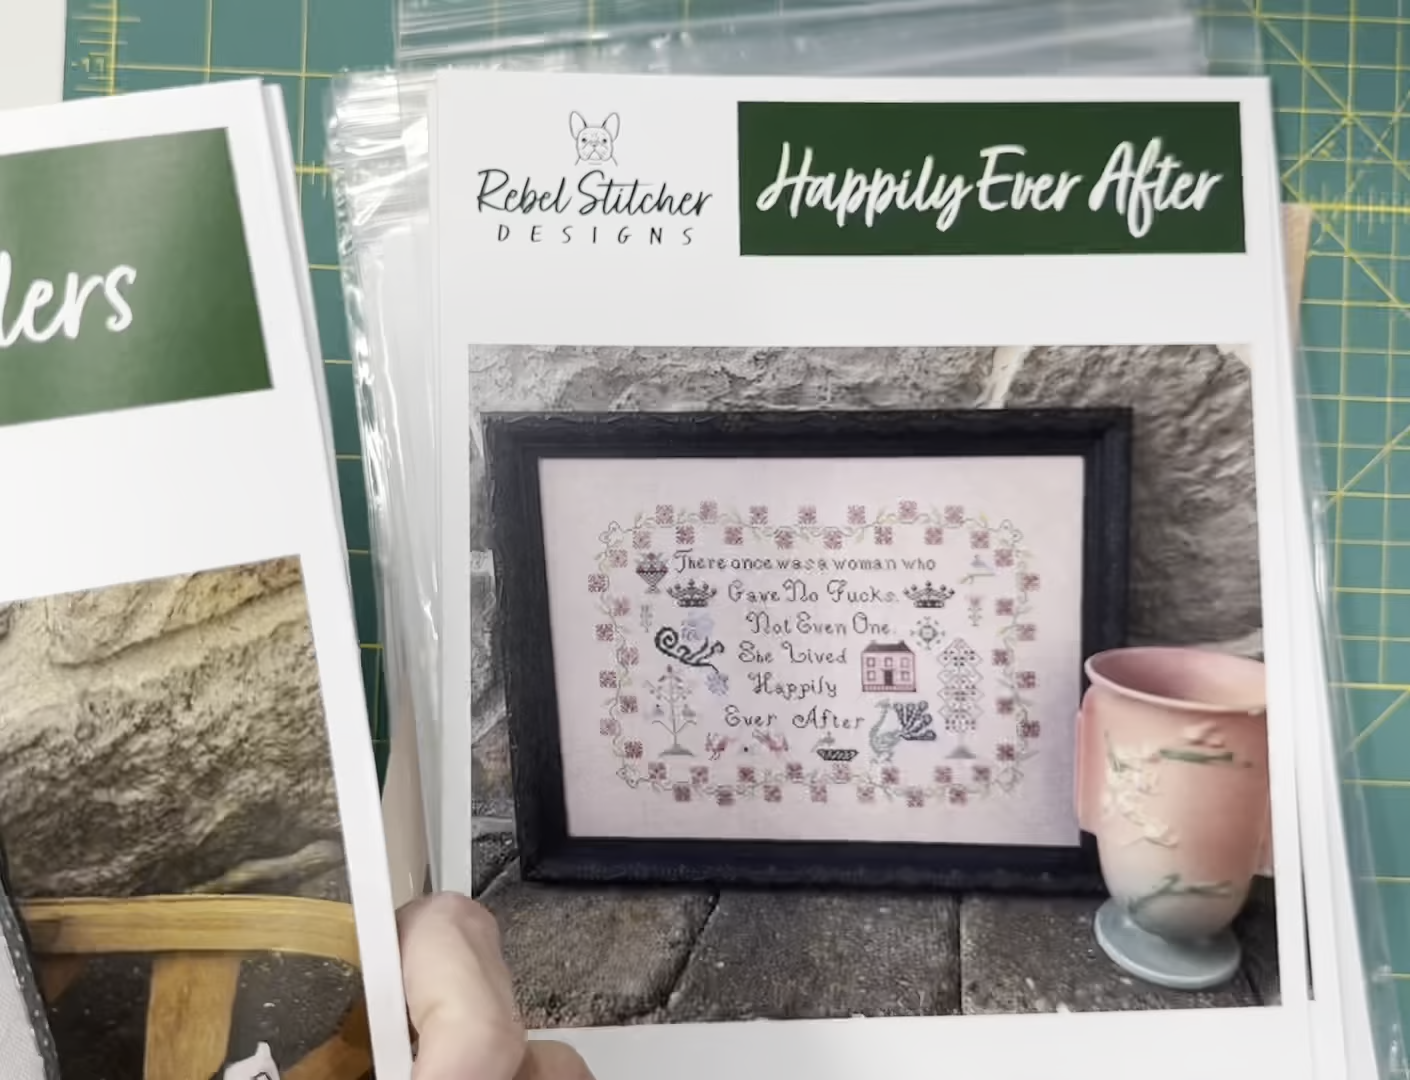 lers
Rebel Stitcher
DESIGNS
Happily Ever After
There once was a woman who
Gave No Fucks.
Not Even One.
She Lived
Happily
Ever After